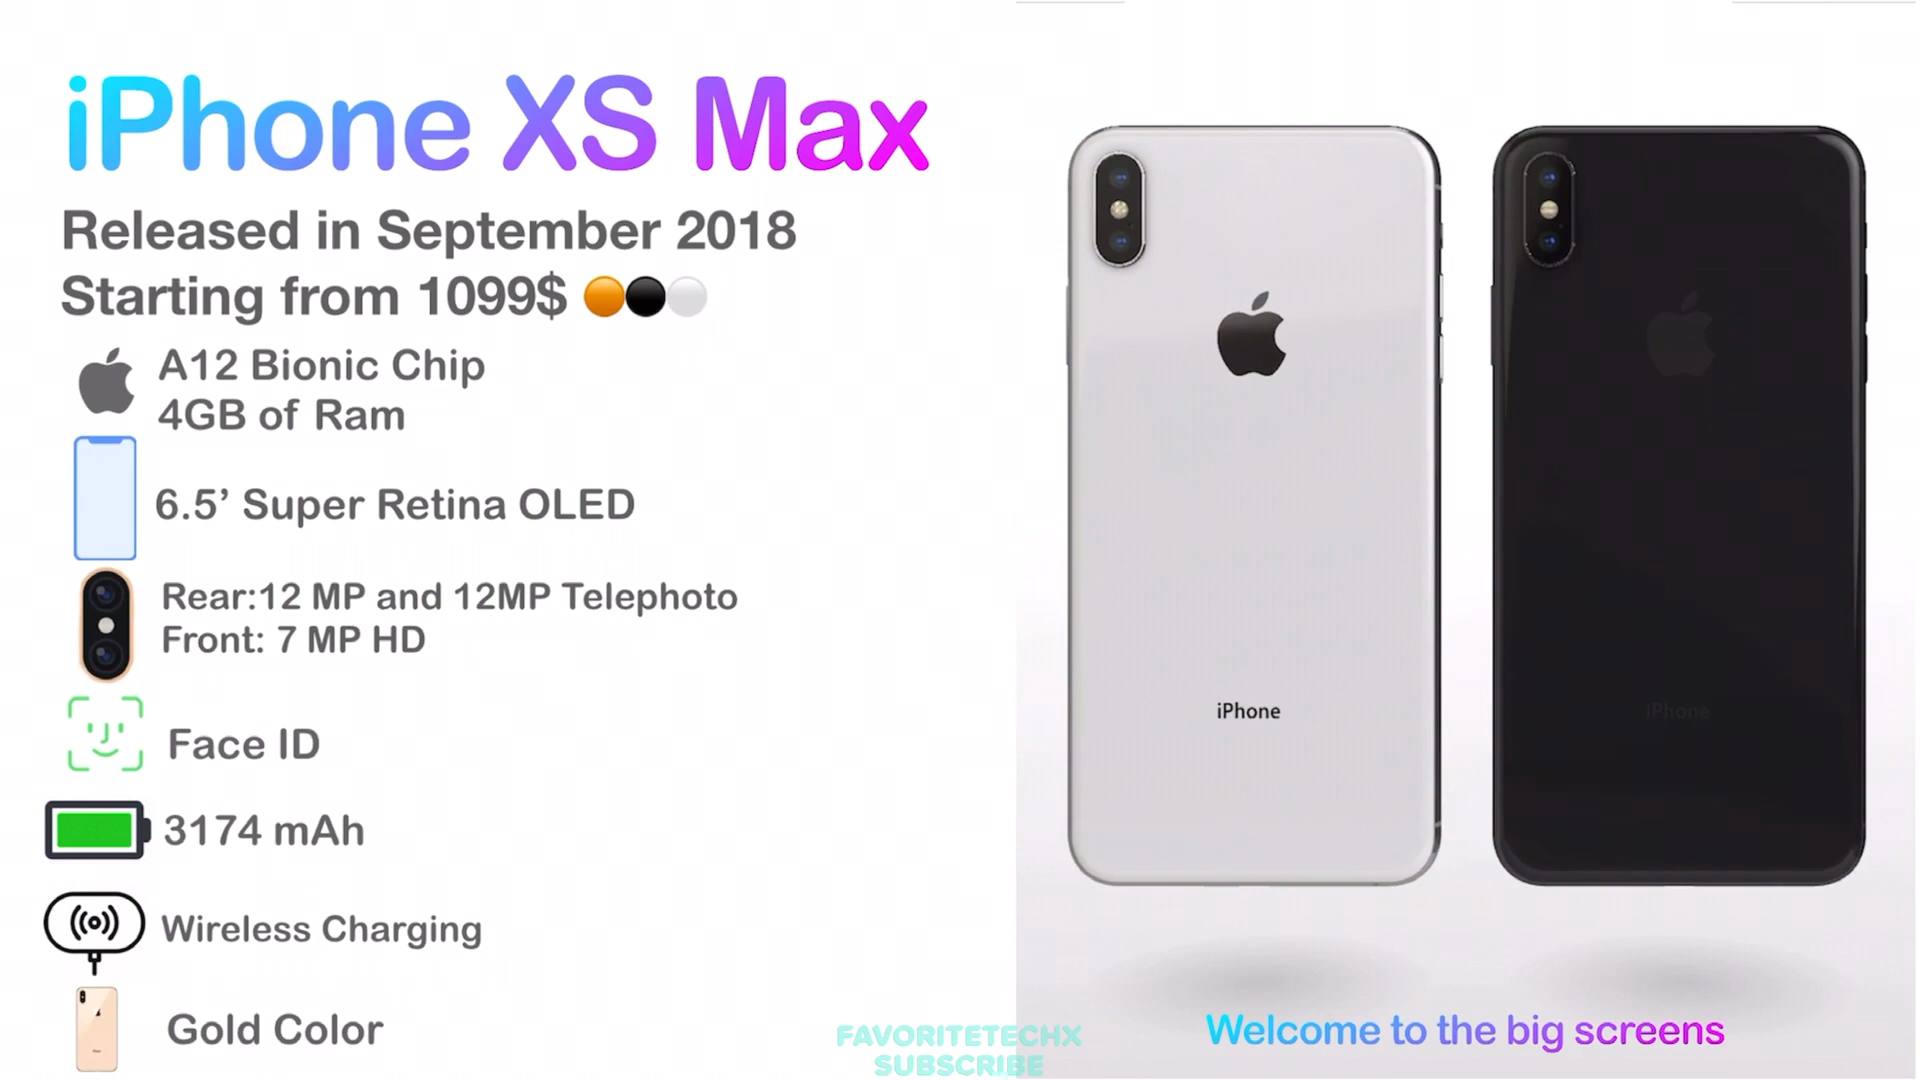 iPhone XS Max
Released in September 2018
Starting from 1099$
A12 Bionic Chip
4GB of Ram
6.5’ Super Retina OLED
Rear:12 MP and 12MP Telephoto
Front: 7 MP HD
Face ID
3174 mAh
Wireless Charging
Gold Color
iPhone
iPhone
Welcome to the big screens
FAVORITETECHX
SUBSCRIBE